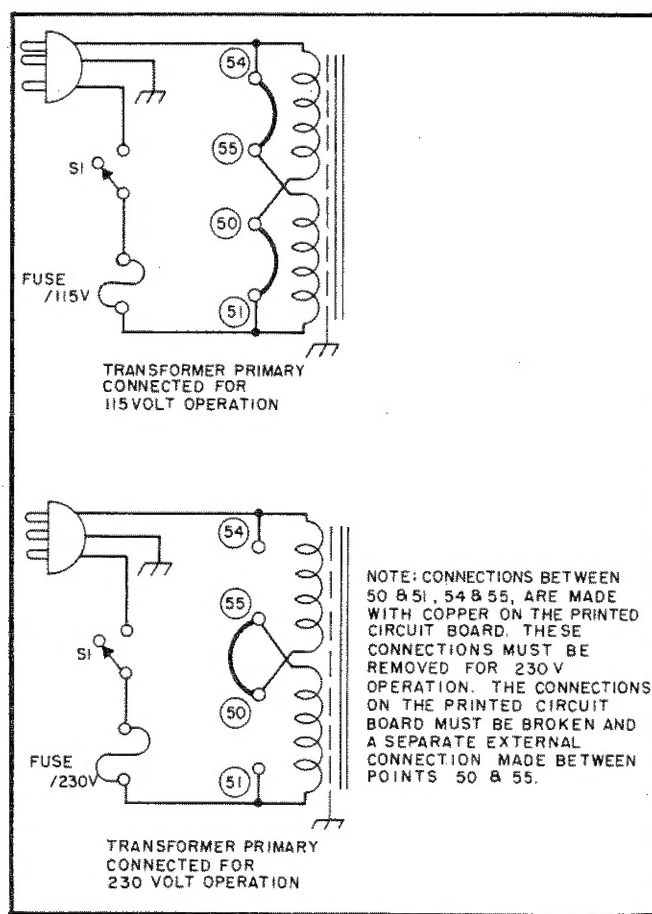 54
55
S1
50
FUSE
/115V
51
TRANSFORMER PRIMARY
CONNECTED FOR
115 VOLT OPERATION
54
NOTE: CONNECTIONS BETWEEN
50 & 51, 54 & 55, ARE MADE
WITH COPPER ON THE PRINTED
CIRCUIT BOARD. THESE
CONNECTIONS MUST BE
REMOVED FOR 230 V
OPERATION. THE CONNECTIONS
ON THE PRINTED CIRCUIT
BOARD MUST BE BROKEN AND
A SEPARATE EXTERNAL
CONNECTION MADE BETWEEN
POINTS 50 & 55.
55
S1
50
FUSE
/230V
51
TRANSFORMER PRIMARY
CONNECTED FOR
230 VOLT OPERATION